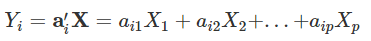 Yᵢ = a′ᵢX = aᵢ₁X₁ + aᵢ₂X₂+. . . +aᵢₚXₚ